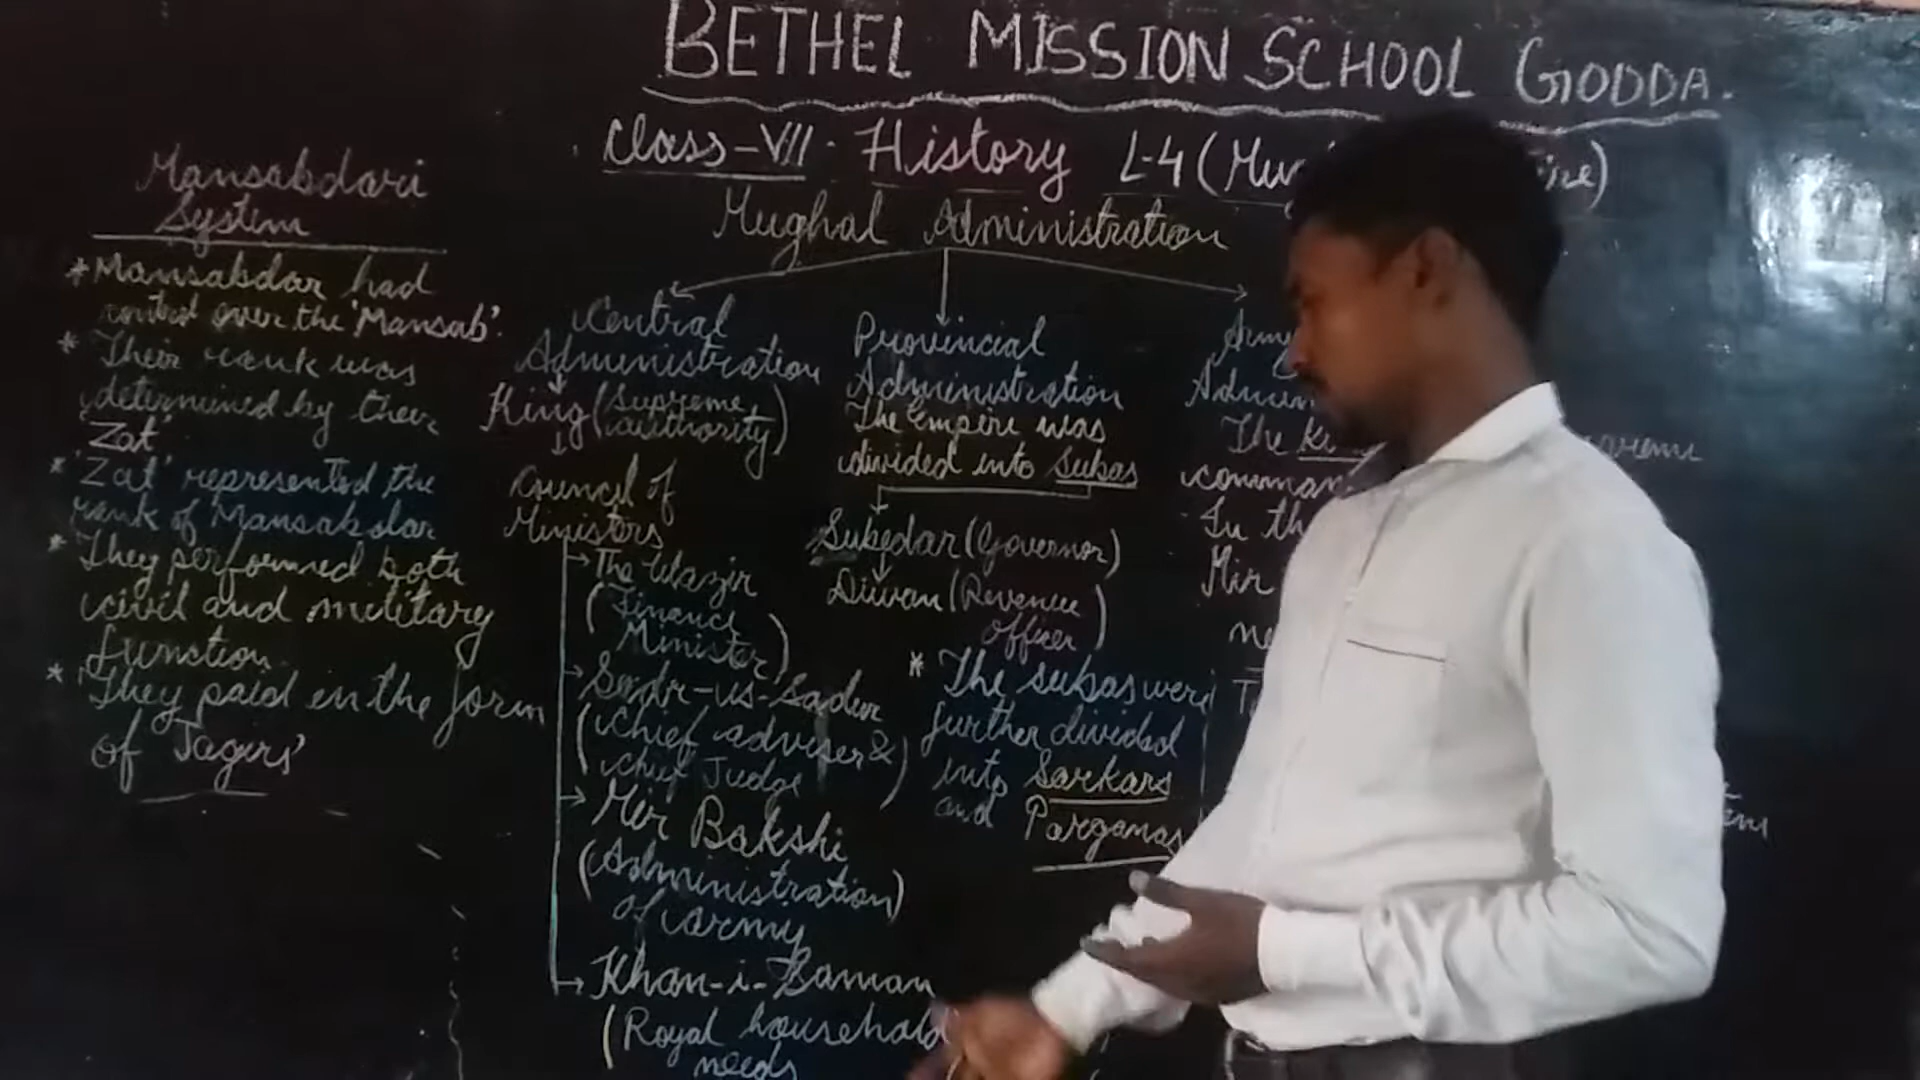 BETHEL MISSION SCHOOL GODDA.
Class-VII. History L-4 (
Mughal Administration
Mansabdari
System
* Mansabdar had
control over the 'Mansab'.
* Their rank was
determined by their
'Zat'
* 'Zat' represented the
rank of Mansabdar
* They performed both
civil and military
function.
* They paid in the form
of 'Jagirs'
Central
Administration
King (Supreme
authority)
Council of
Ministers
The Wazir
(Finance
Minister)
Sadr-us-Sadur
(Chief adviser &
chief Judge)
Mir Bakshi
(Administration)
of army
Khan-i-Saman
(Royal household
needs
Provincial
Administration
The empire was
divided into Subas
Subedar (Governor)
Diwan (Revenue
officer)
* The subas were
further divided
into Sarkars
and Parganas
Army
The
In
Mir